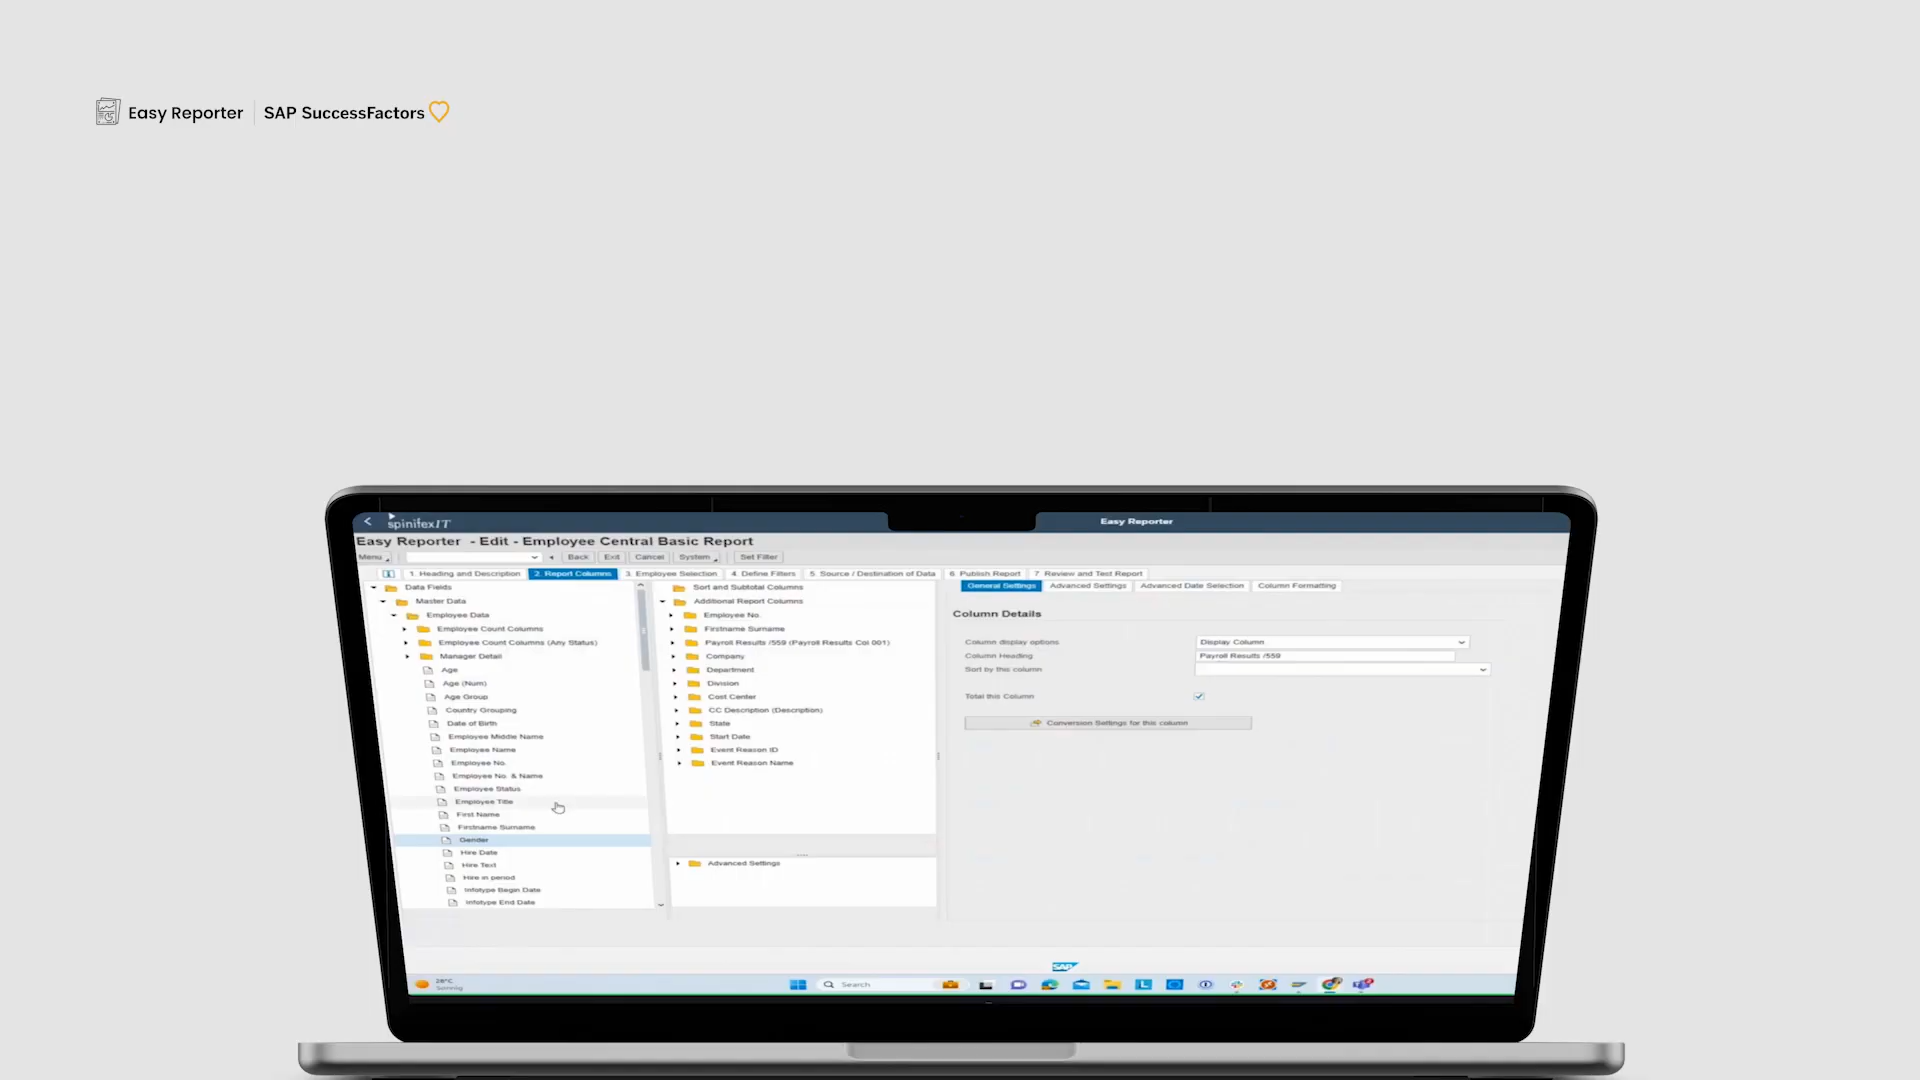 Easy Reporter | SAP SuccessFactors
spinifexIT
Easy Reporter
Easy Reporter - Edit - Employee Central Basic Report
Menu Back Exit Cancel System Set Filter
1. Heading and Description 2. Report Columns 3. Employee Selection 4. Define Filters 5. Source / Destination of Data 6. Publish Report 7. Review and Test Report
Data Fields
Master Data
Employee Data
Employee Count Columns
Employee Count Columns (Any Status)
Manager Detail
Age
Age (Num)
Age Group
Country Grouping
Date of Birth
Employee Middle Name
Employee Name
Employee No.
Employee No. & Name
Employee Status
Employee Title
First Name
Firstname Surname
Gender
Hire Date
Hire Text
Hire in period
Infotype Begin Date
Infotype End Date
Sort and Subtotal Columns
Additional Report Columns
Employee No.
Firstname Surname
Payroll Results /559 (Payroll Results Col 001)
Company
Department
Division
Cost Center
CC Description (Description)
State
Start Date
Event Reason ID
Event Reason Name
Advanced Settings
General Settings Advanced Settings Advanced Date Selection Column Formatting
Column Details
Column display options Display Column
Column Heading Payroll Results /559
Sort by this column
Total this Column
Conversion Settings for this column
SAP
28°C
Sonnig
Search